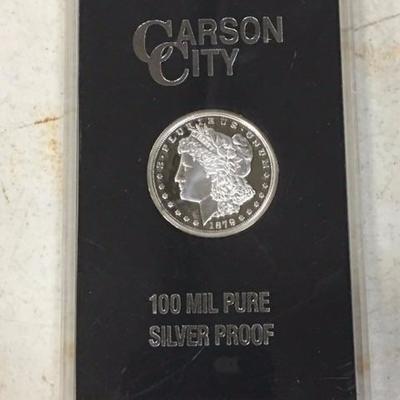 CARSON
CITY
E·PLURIBUS·UNUM
1879
100 MIL PURE
SILVER PROOF